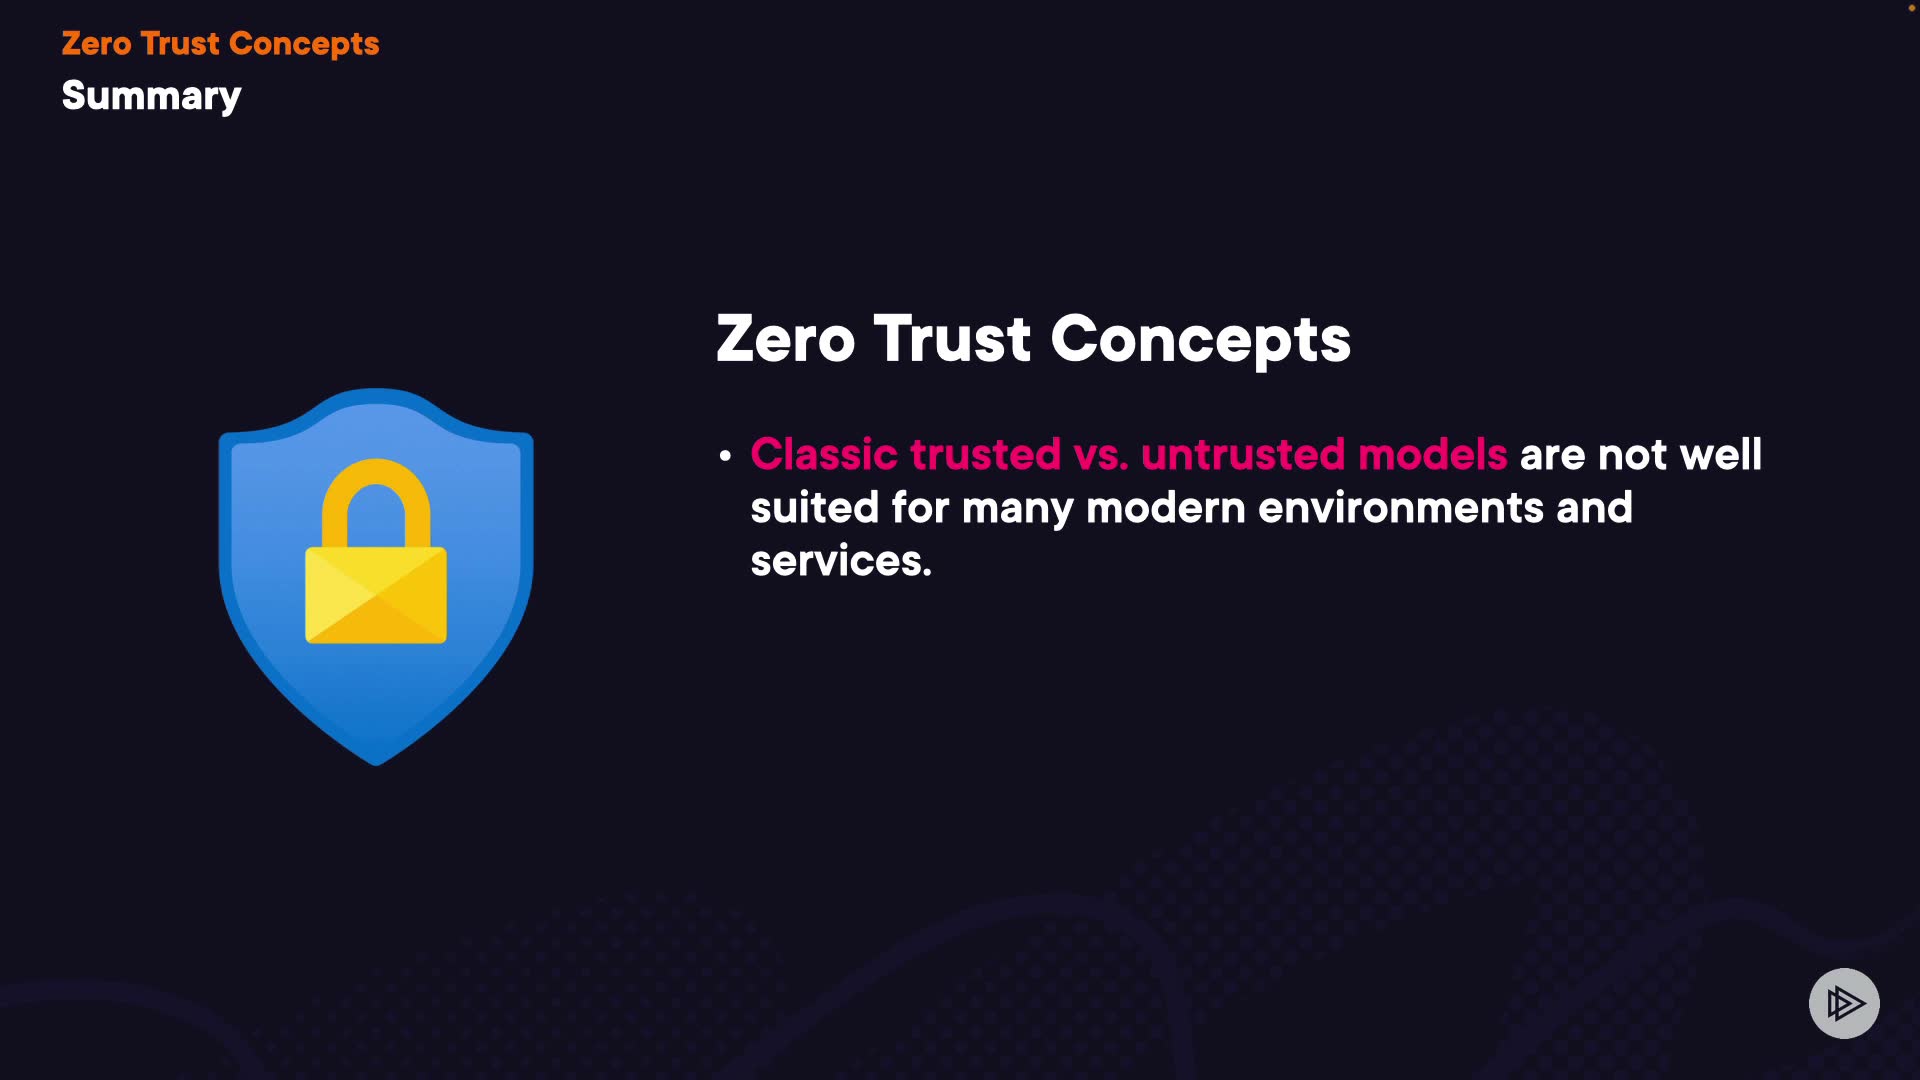 Zero Trust Concepts
Summary
Zero Trust Concepts
• Classic trusted vs. untrusted models are not well
suited for many modern environments and
services.